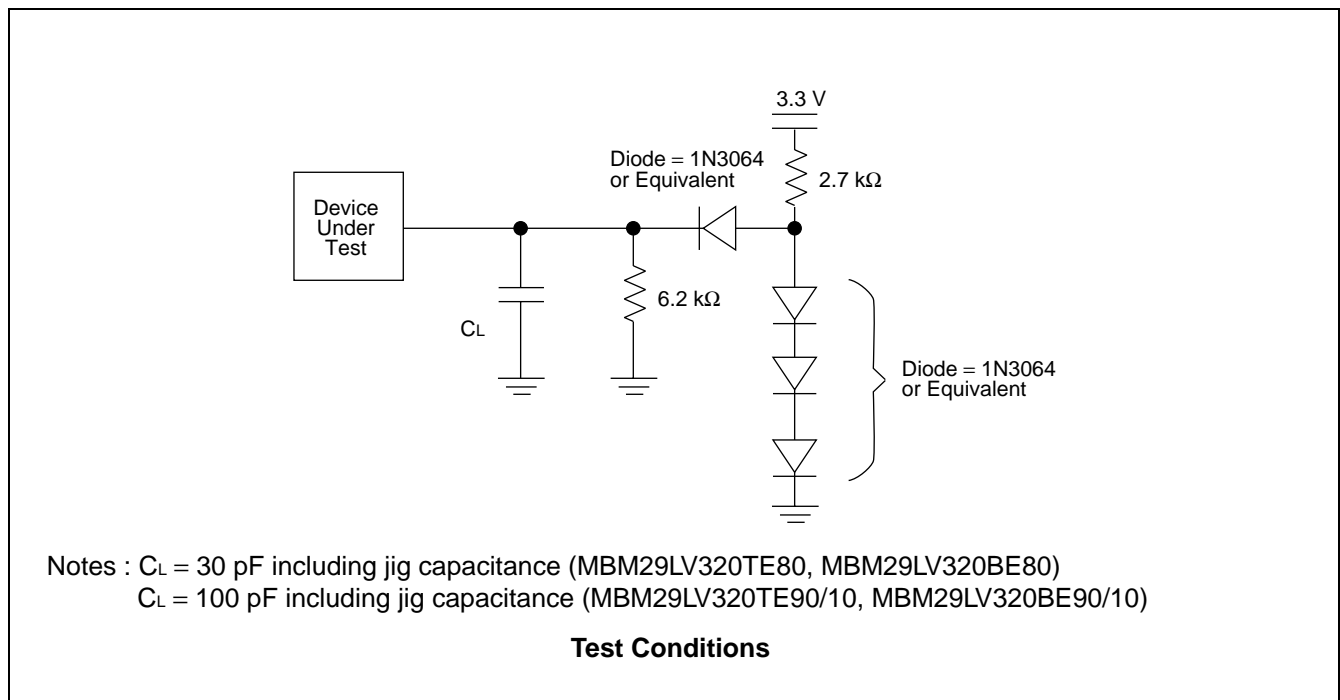 3.3 V
Diode = 1N3064
or Equivalent
2.7 kΩ
Device
Under
Test
6.2 kΩ
CL
Diode = 1N3064
or Equivalent
Notes : CL = 30 pF including jig capacitance (MBM29LV320TE80, MBM29LV320BE80)
CL = 100 pF including jig capacitance (MBM29LV320TE90/10, MBM29LV320BE90/10)
Test Conditions